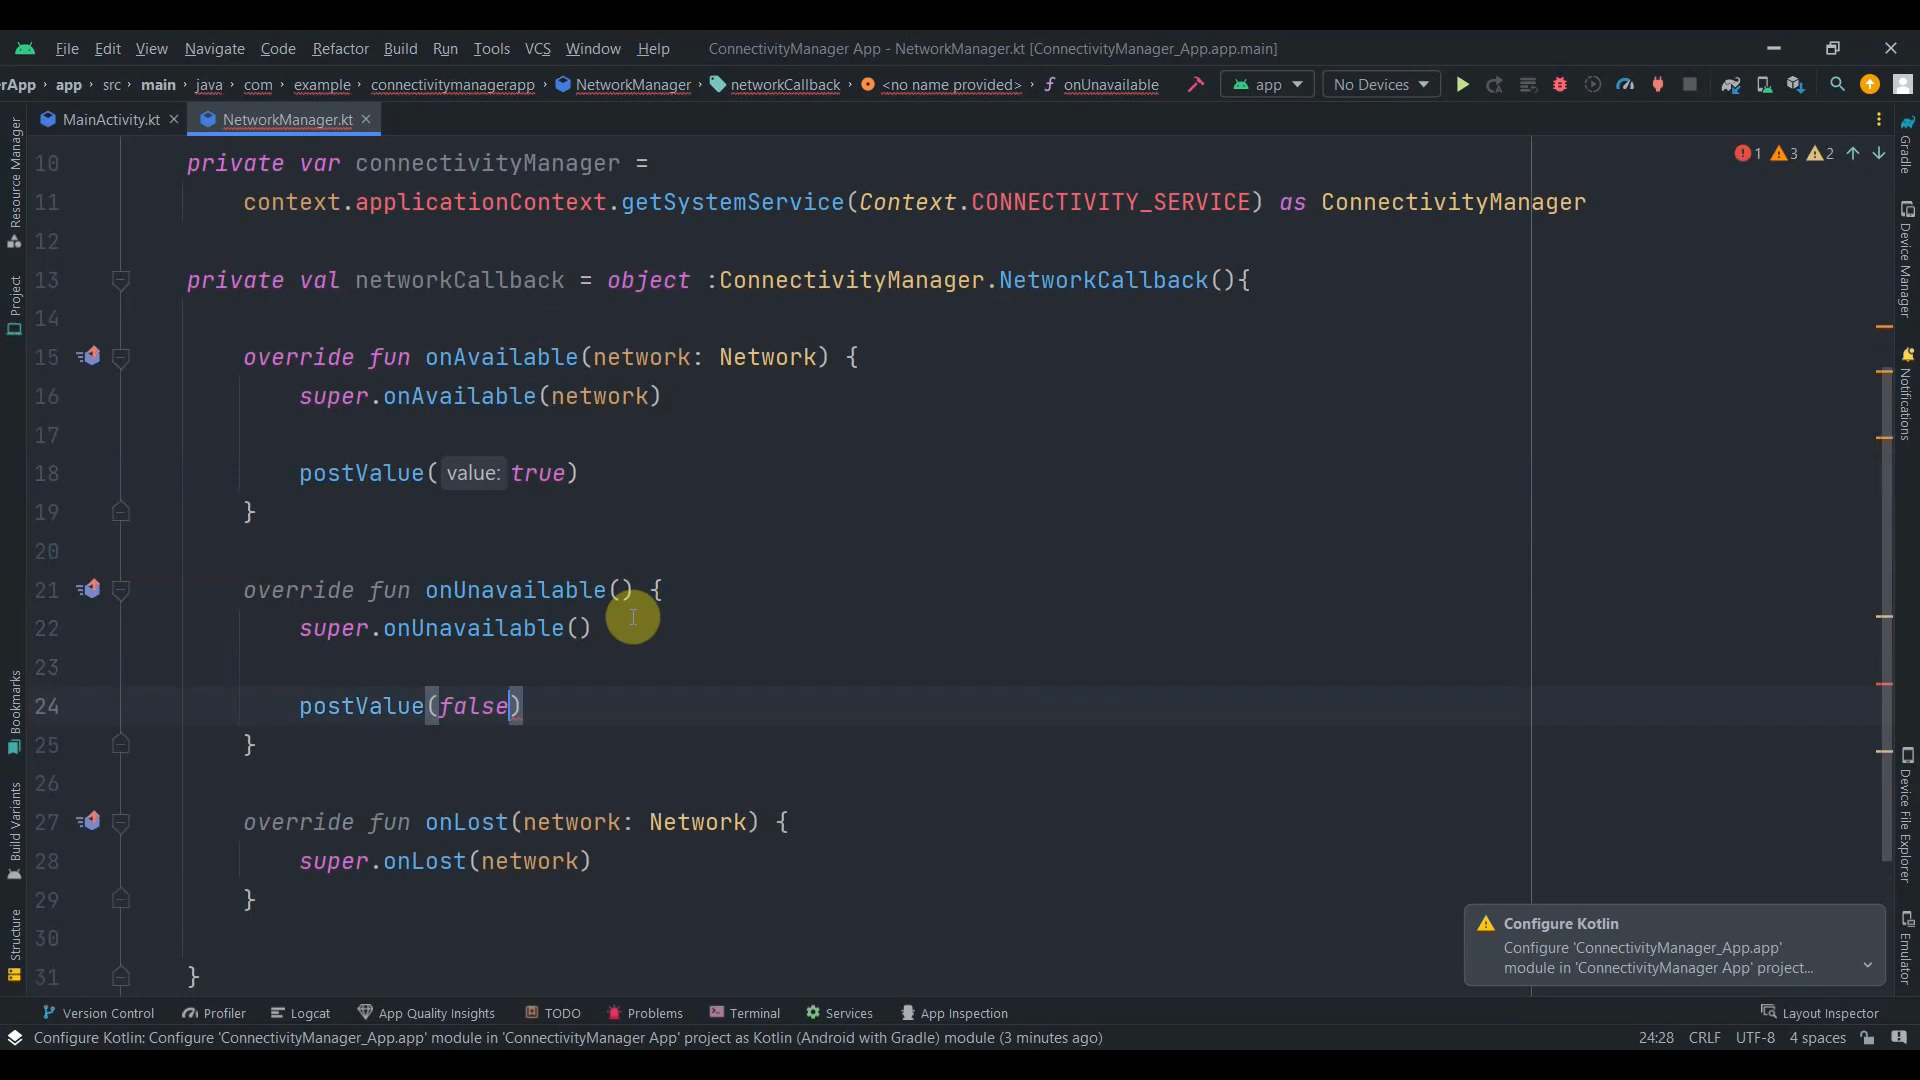 File Edit View Navigate Code Refactor Build Run Tools VCS Window Help ConnectivityManager App - NetworkManager.kt [ConnectivityManager_App.app.main]
erApp › app › src › main › java › com › example › connectivitymanagerapp › NetworkManager › networkCallback › <no name provided> › onUnavailable app No Devices
MainActivity.kt NetworkManager.kt
1 3 2
10 private var connectivityManager =
11 context.applicationContext.getSystemService(Context.CONNECTIVITY_SERVICE) as ConnectivityManager
12
13 private val networkCallback = object :ConnectivityManager.NetworkCallback(){
14
15 override fun onAvailable(network: Network) {
16 super.onAvailable(network)
17
18 postValue( value: true)
19 }
20
21 override fun onUnavailable() {
22 super.onUnavailable()
23
24 postValue(false)
25 }
26
27 override fun onLost(network: Network) {
28 super.onLost(network)
29 }
30
31 }
Resource Manager
Project
Bookmarks
Build Variants
Structure
Gradle
Device Manager
Notifications
Device File Explorer
Emulator
Configure Kotlin
Configure 'ConnectivityManager_App.app'
module in 'ConnectivityManager App' project...
Version Control Profiler Logcat App Quality Insights TODO Problems Terminal Services App Inspection Layout Inspector
Configure Kotlin: Configure 'ConnectivityManager_App.app' module in 'ConnectivityManager App' project as Kotlin (Android with Gradle) module (3 minutes ago) 24:28 CRLF UTF-8 4 spaces